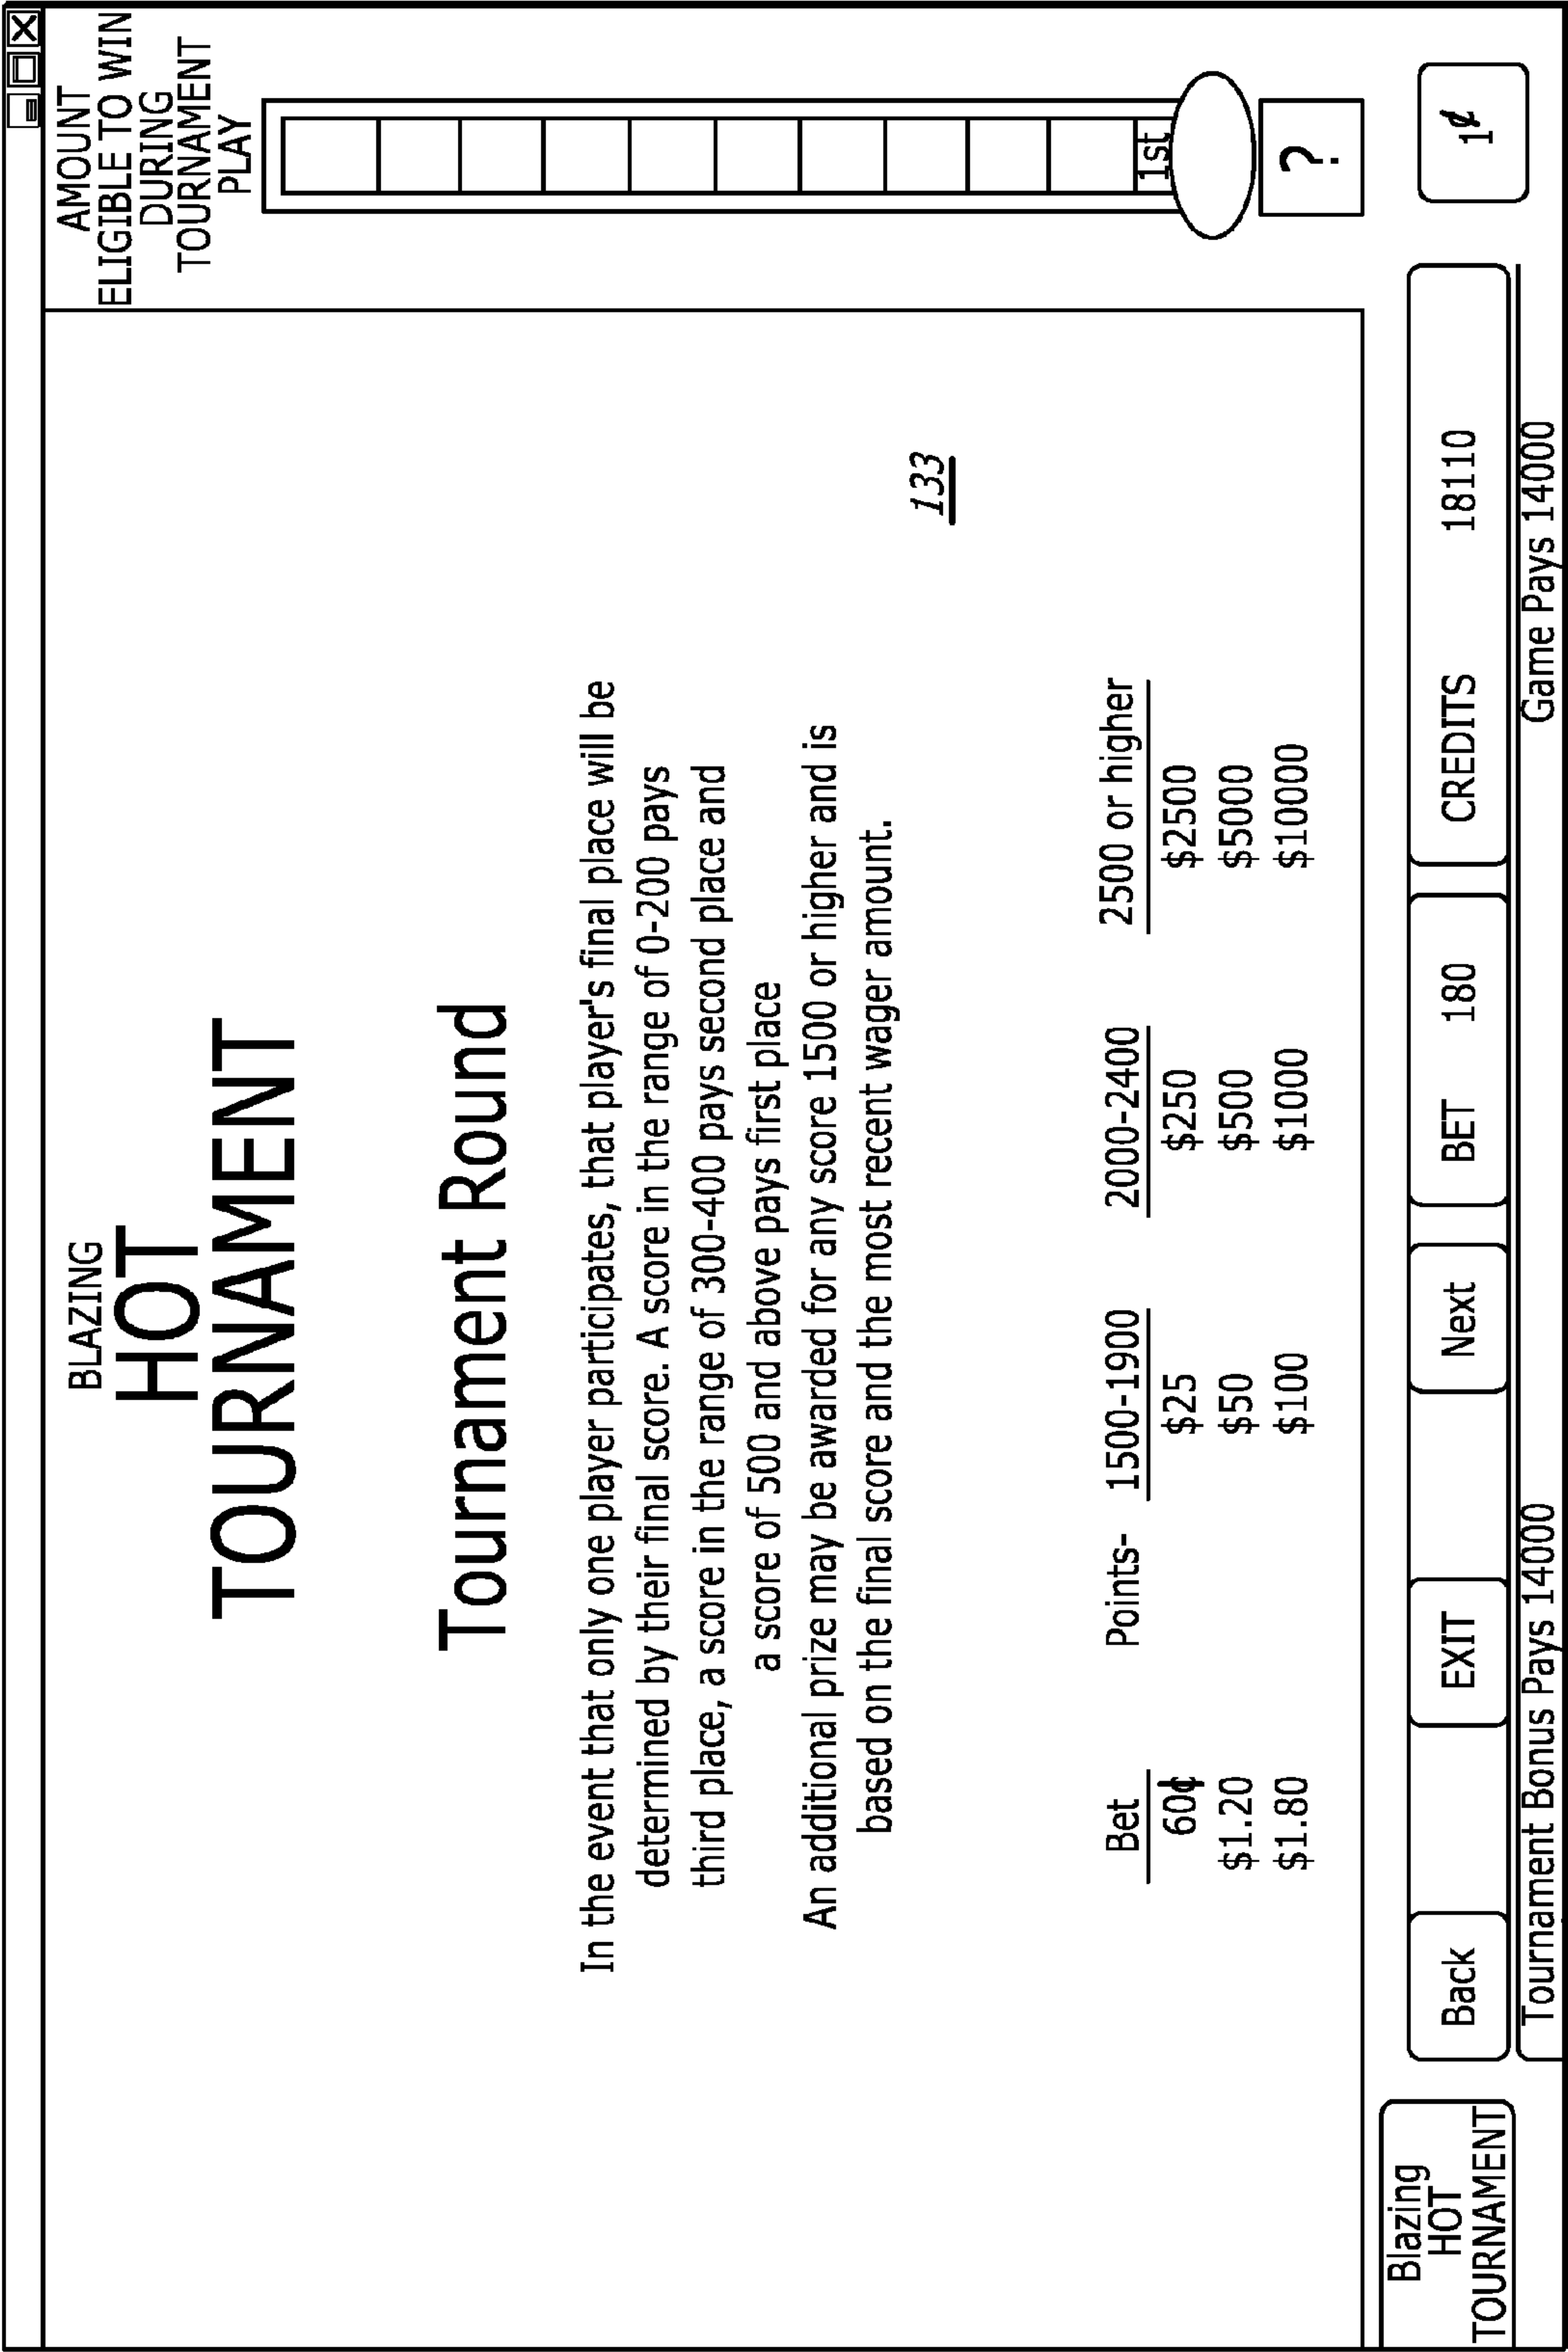 BLAZING
HOT
TOURNAMENT
Tournament Round
In the event that only one player participates, that player's final place will be
determined by their final score. A score in the range of 0-200 pays
third place, a score in the range of 300-400 pays second place and
a score of 500 and above pays first place
An additional prize may be awarded for any score 1500 or higher and is
based on the final score and the most recent wager amount.
133
Bet Points- 1500-1900 2000-2400 2500 or higher
60¢ $25 $250 $2500
$1.20 $50 $500 $5000
$1.80 $100 $1000 $10000
AMOUNT
ELIGIBLE TO WIN
DURING
TOURNAMENT
PLAY
1st
?
Blazing
HOT
TOURNAMENT
Back EXIT Next BET 180 CREDITS 18110
1¢
Tournament Bonus Pays 14000 Game Pays 14000